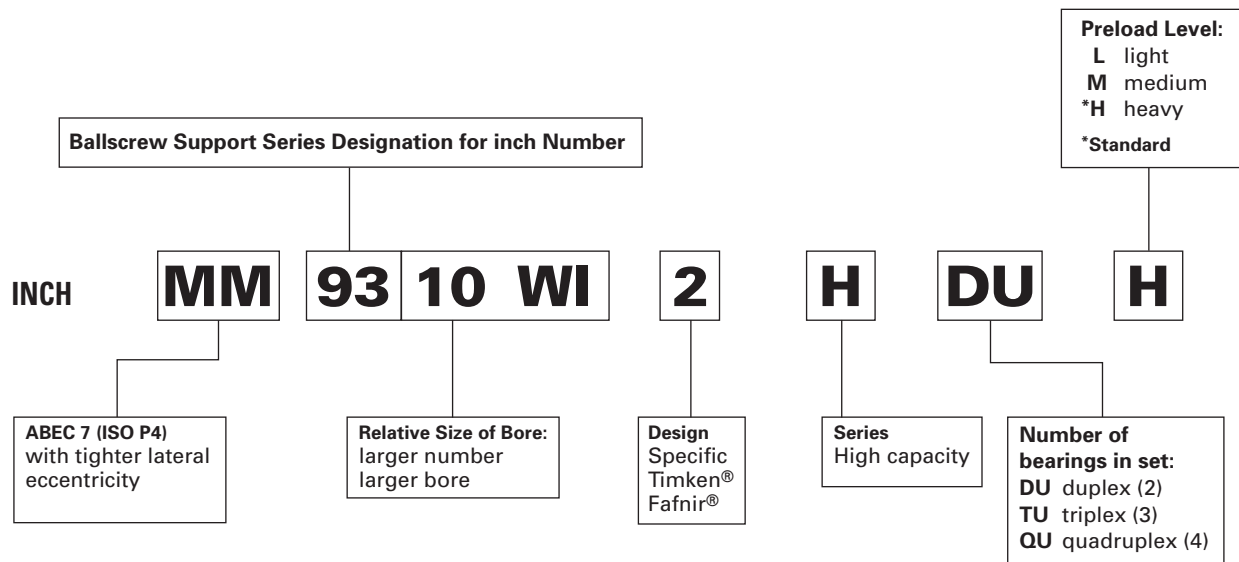 Preload Level:
L light
M medium
*H heavy
*Standard
Ballscrew Support Series Designation for inch Number
INCH MM 93 10 WI 2 H DU H
ABEC 7 (ISO P4)
with tighter lateral
eccentricity
Relative Size of Bore:
larger number
larger bore
Design
Specific
Timken®
Fafnir®
Series
High capacity
Number of
bearings in set:
DU duplex (2)
TU triplex (3)
QU quadruplex (4)